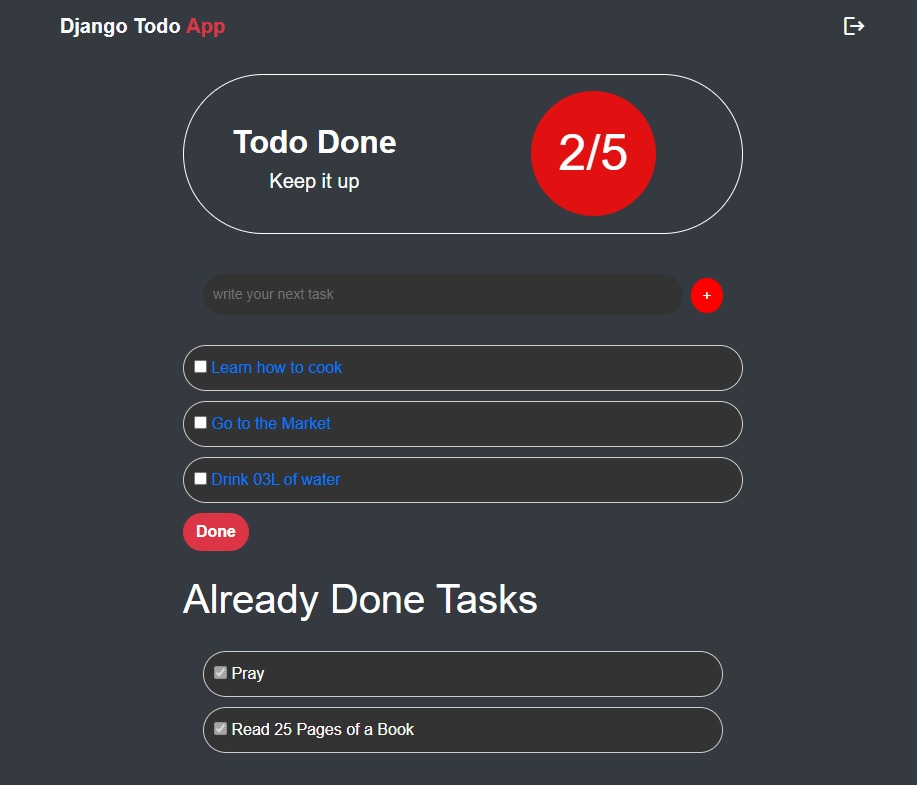 Django Todo App
Todo Done
Keep it up
2/5
write your next task
+
Learn how to cook
Go to the Market
Drink 03L of water
Done
Already Done Tasks
Pray
Read 25 Pages of a Book